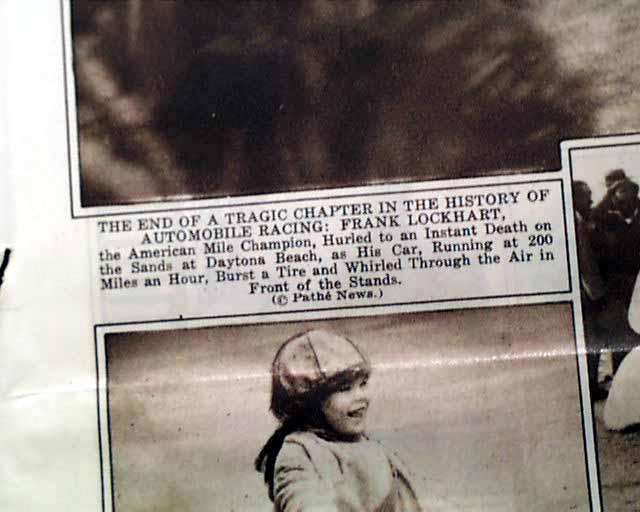 THE END OF A TRAGIC CHAPTER IN THE HISTORY OF
AUTOMOBILE RACING: FRANK LOCKHART,
the American Mile Champion, Hurled to an Instant Death on
the Sands at Daytona Beach, as His Car, Running at 200
Miles an Hour, Burst a Tire and Whirled Through the Air in
Front of the Stands.
(© Pathé News.)